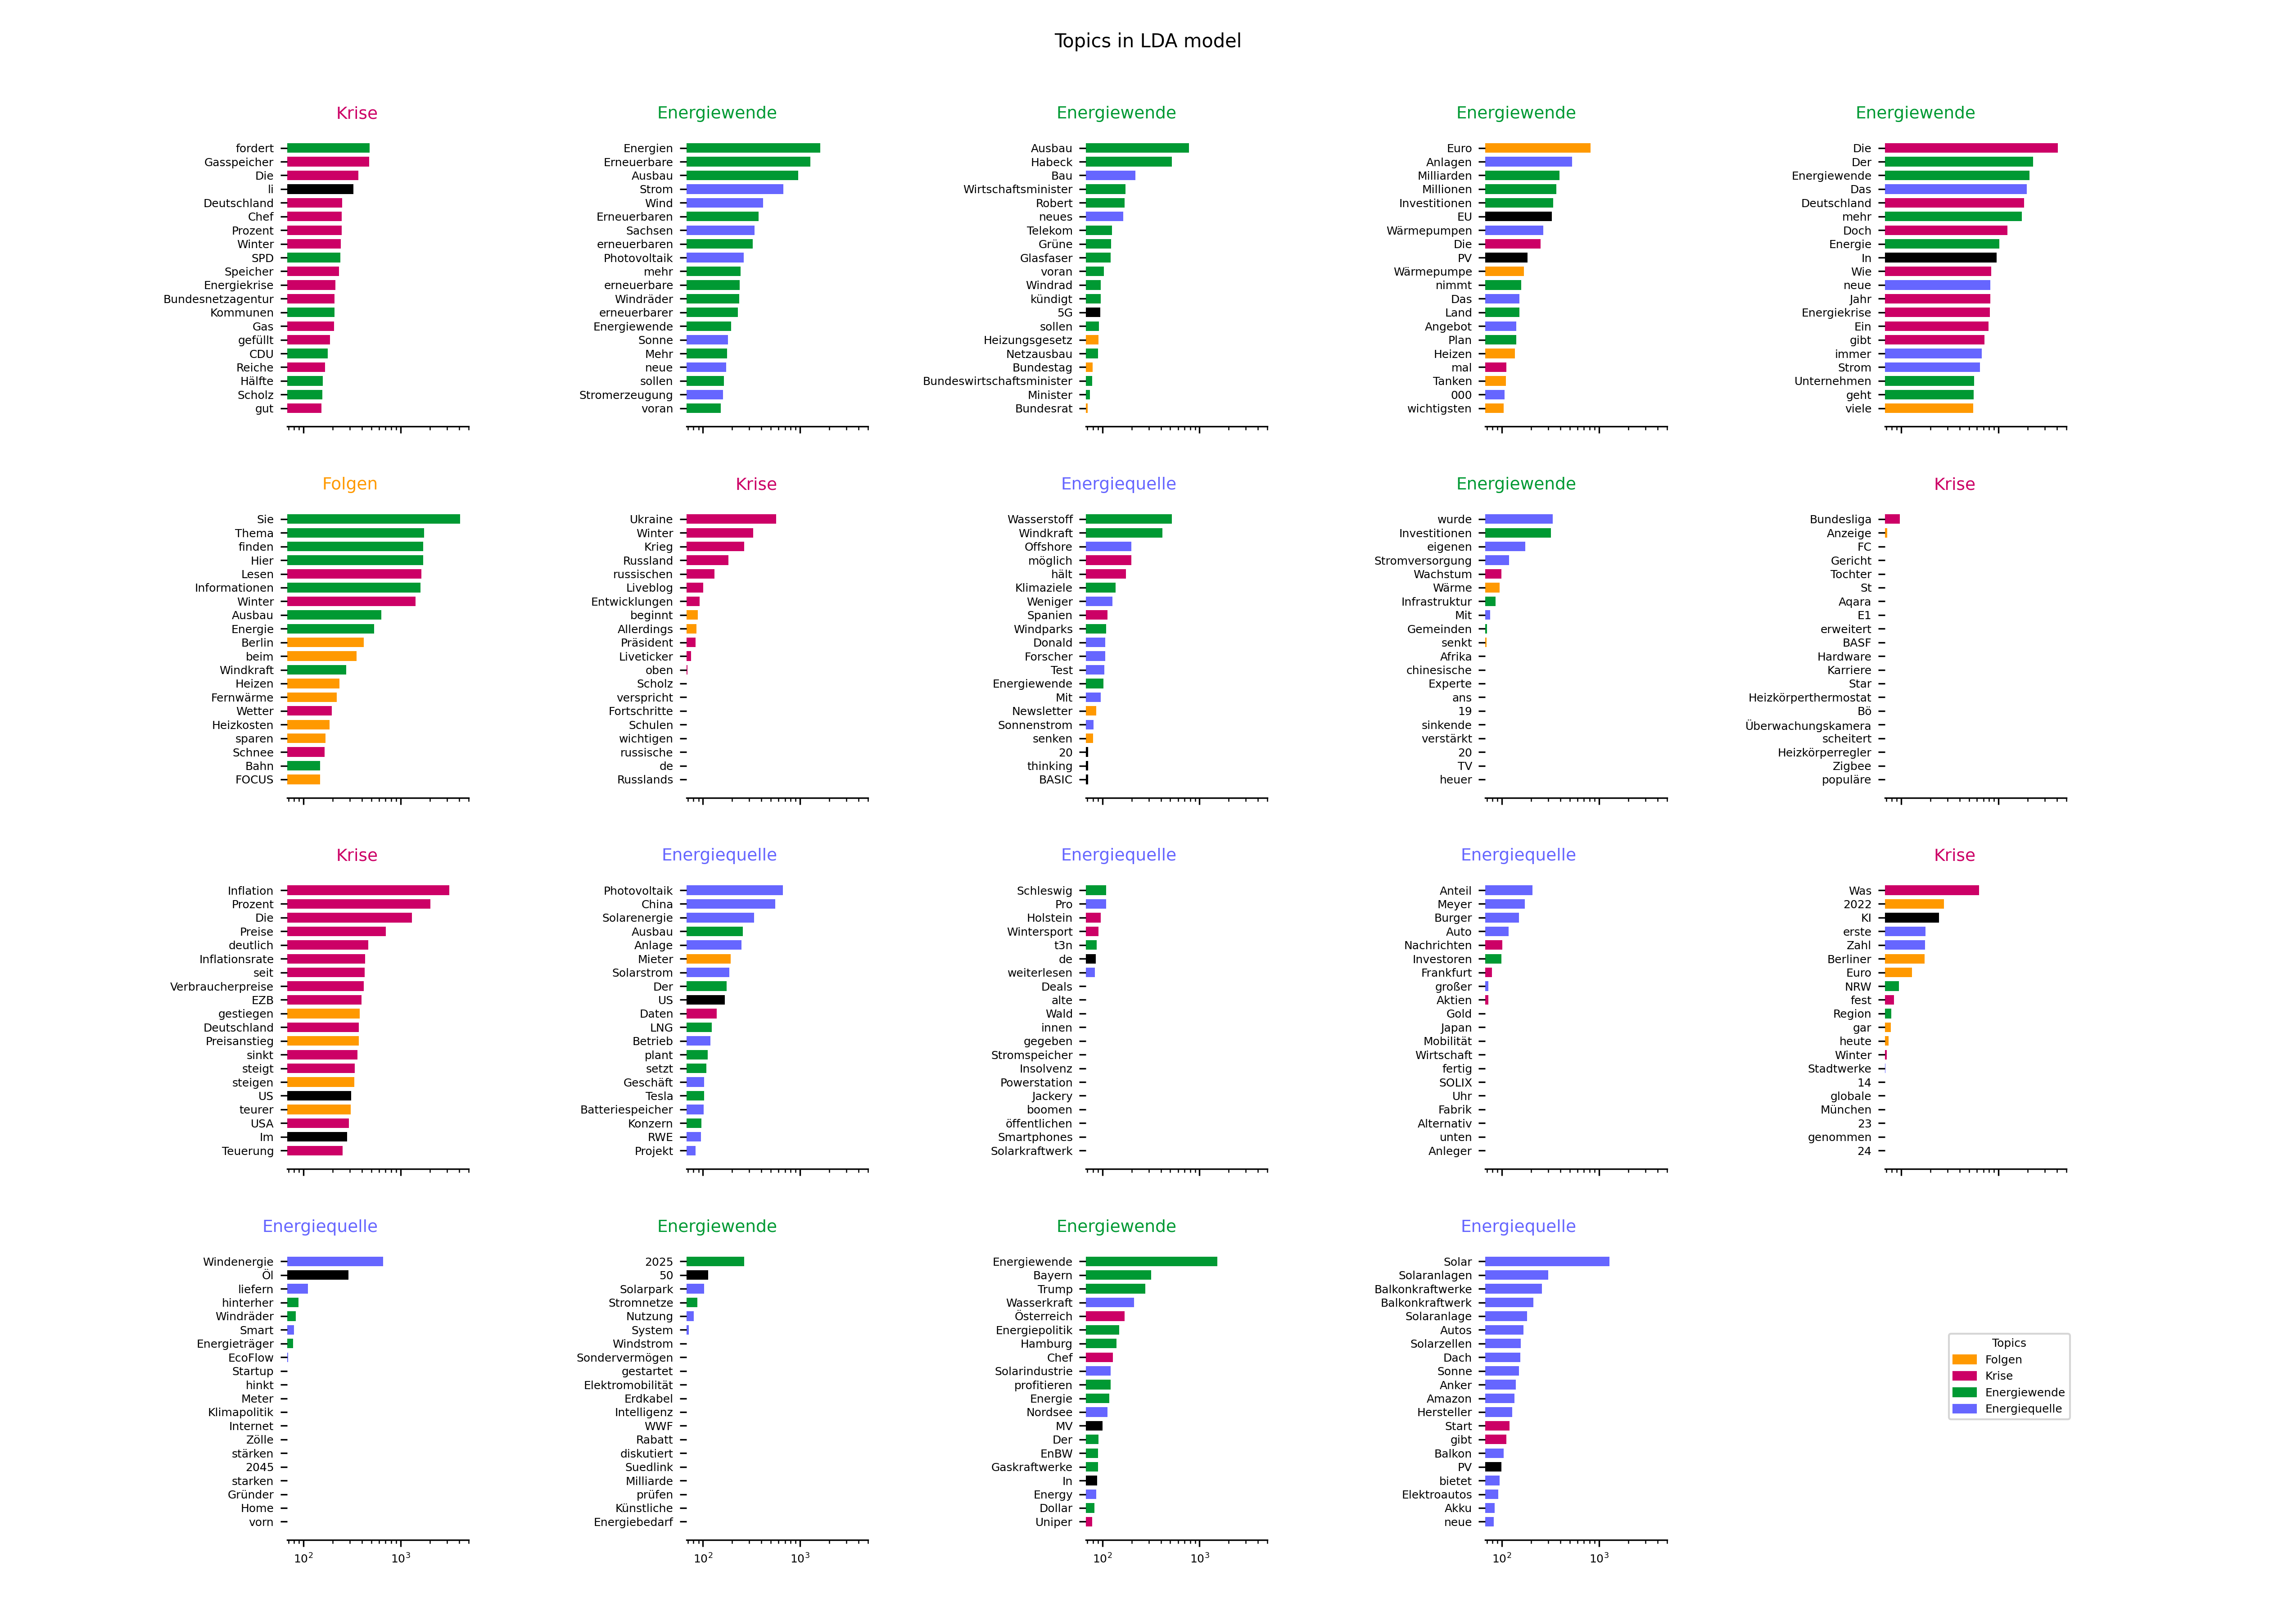 Topics in LDA model
Krise
fordert
Gasspeicher
Die
li
Deutschland
Chef
Prozent
Winter
SPD
Speicher
Energiekrise
Bundesnetzagentur
Kommunen
Gas
gefüllt
CDU
Reiche
Hälfte
Scholz
gut
Energiewende
Energien
Erneuerbare
Ausbau
Strom
Wind
Erneuerbaren
Sachsen
erneuerbaren
Photovoltaik
mehr
erneuerbare
Windräder
erneuerbarer
Energiewende
Sonne
Mehr
neue
sollen
Stromerzeugung
voran
Energiewende
Ausbau
Habeck
Bau
Wirtschaftsminister
Robert
neues
Telekom
Grüne
Glasfaser
voran
Windrad
kündigt
5G
sollen
Heizungsgesetz
Netzausbau
Bundestag
Bundeswirtschaftsminister
Minister
Bundesrat
Energiewende
Euro
Anlagen
Milliarden
Millionen
Investitionen
EU
Wärmepumpen
Die
PV
Wärmepumpe
nimmt
Das
Land
Angebot
Plan
Heizen
mal
Tanken
000
wichtigsten
Energiewende
Die
Der
Energiewende
Das
Deutschland
mehr
Doch
Energie
In
Wie
neue
Jahr
Energiekrise
Ein
gibt
immer
Strom
Unternehmen
geht
viele
Folgen
Sie
Thema
finden
Hier
Lesen
Informationen
Winter
Ausbau
Energie
Berlin
beim
Windkraft
Heizen
Fernwärme
Wetter
Heizkosten
sparen
Schnee
Bahn
FOCUS
Krise
Ukraine
Winter
Krieg
Russland
russischen
Liveblog
Entwicklungen
beginnt
Allerdings
Präsident
Liveticker
oben
Scholz
verspricht
Fortschritte
Schulen
wichtigen
russische
de
Russlands
Energiequelle
Wasserstoff
Windkraft
Offshore
möglich
hält
Klimaziele
Weniger
Spanien
Windparks
Donald
Forscher
Test
Energiewende
Mit
Newsletter
Sonnenstrom
senken
20
thinking
BASIC
Energiewende
wurde
Investitionen
eigenen
Stromversorgung
Wachstum
Wärme
Infrastruktur
Mit
Gemeinden
senkt
Afrika
chinesische
Experte
ans
19
sinkende
verstärkt
20
TV
heuer
Krise
Bundesliga
Anzeige
FC
Gericht
Tochter
St
Aqara
E1
erweitert
BASF
Hardware
Karriere
Star
Heizkörperthermostat
Bö
Überwachungskamera
scheitert
Heizkörperregler
Zigbee
populäre
Krise
Inflation
Prozent
Die
Preise
deutlich
Inflationsrate
seit
Verbraucherpreise
EZB
gestiegen
Deutschland
Preisanstieg
sinkt
steigt
steigen
US
teurer
USA
Im
Teuerung
Energiequelle
Photovoltaik
China
Solarenergie
Ausbau
Anlage
Mieter
Solarstrom
Der
US
Daten
LNG
Betrieb
plant
setzt
Geschäft
Tesla
Batteriespeicher
Konzern
RWE
Projekt
Energiequelle
Schleswig
Pro
Holstein
Wintersport
t3n
de
weiterlesen
Deals
alte
Wald
innen
gegeben
Stromspeicher
Insolvenz
Powerstation
Jackery
boomen
öffentlichen
Smartphones
Solarkraftwerk
Energiequelle
Anteil
Meyer
Burger
Auto
Nachrichten
Investoren
Frankfurt
großer
Aktien
Gold
Japan
Mobilität
Wirtschaft
fertig
SOLIX
Uhr
Fabrik
Alternativ
unten
Anleger
Krise
Was
2022
KI
erste
Zahl
Berliner
Euro
NRW
fest
Region
gar
heute
Winter
Stadtwerke
14
globale
München
23
genommen
24
Energiequelle
Windenergie
Öl
liefern
hinterher
Windräder
Smart
Energieträger
EcoFlow
Startup
hinkt
Meter
Klimapolitik
Internet
Zölle
stärken
2045
starken
Gründer
Home
vorn
10² 10³
Energiewende
2025
50
Solarpark
Stromnetze
Nutzung
System
Windstrom
Sondervermögen
gestartet
Elektromobilität
Erdkabel
Intelligenz
WWF
Rabatt
diskutiert
Suedlink
Milliarde
prüfen
Künstliche
Energiebedarf
10² 10³
Energiewende
Energiewende
Bayern
Trump
Wasserkraft
Österreich
Energiepolitik
Hamburg
Chef
Solarindustrie
profitieren
Energie
Nordsee
MV
Der
EnBW
Gaskraftwerke
In
Energy
Dollar
Uniper
10² 10³
Energiequelle
Solar
Solaranlagen
Balkonkraftwerke
Balkonkraftwerk
Solaranlage
Autos
Solarzellen
Dach
Sonne
Anker
Amazon
Hersteller
Start
gibt
Balkon
PV
bietet
Elektroautos
Akku
neue
10² 10³
Topics
Folgen
Krise
Energiewende
Energiequelle